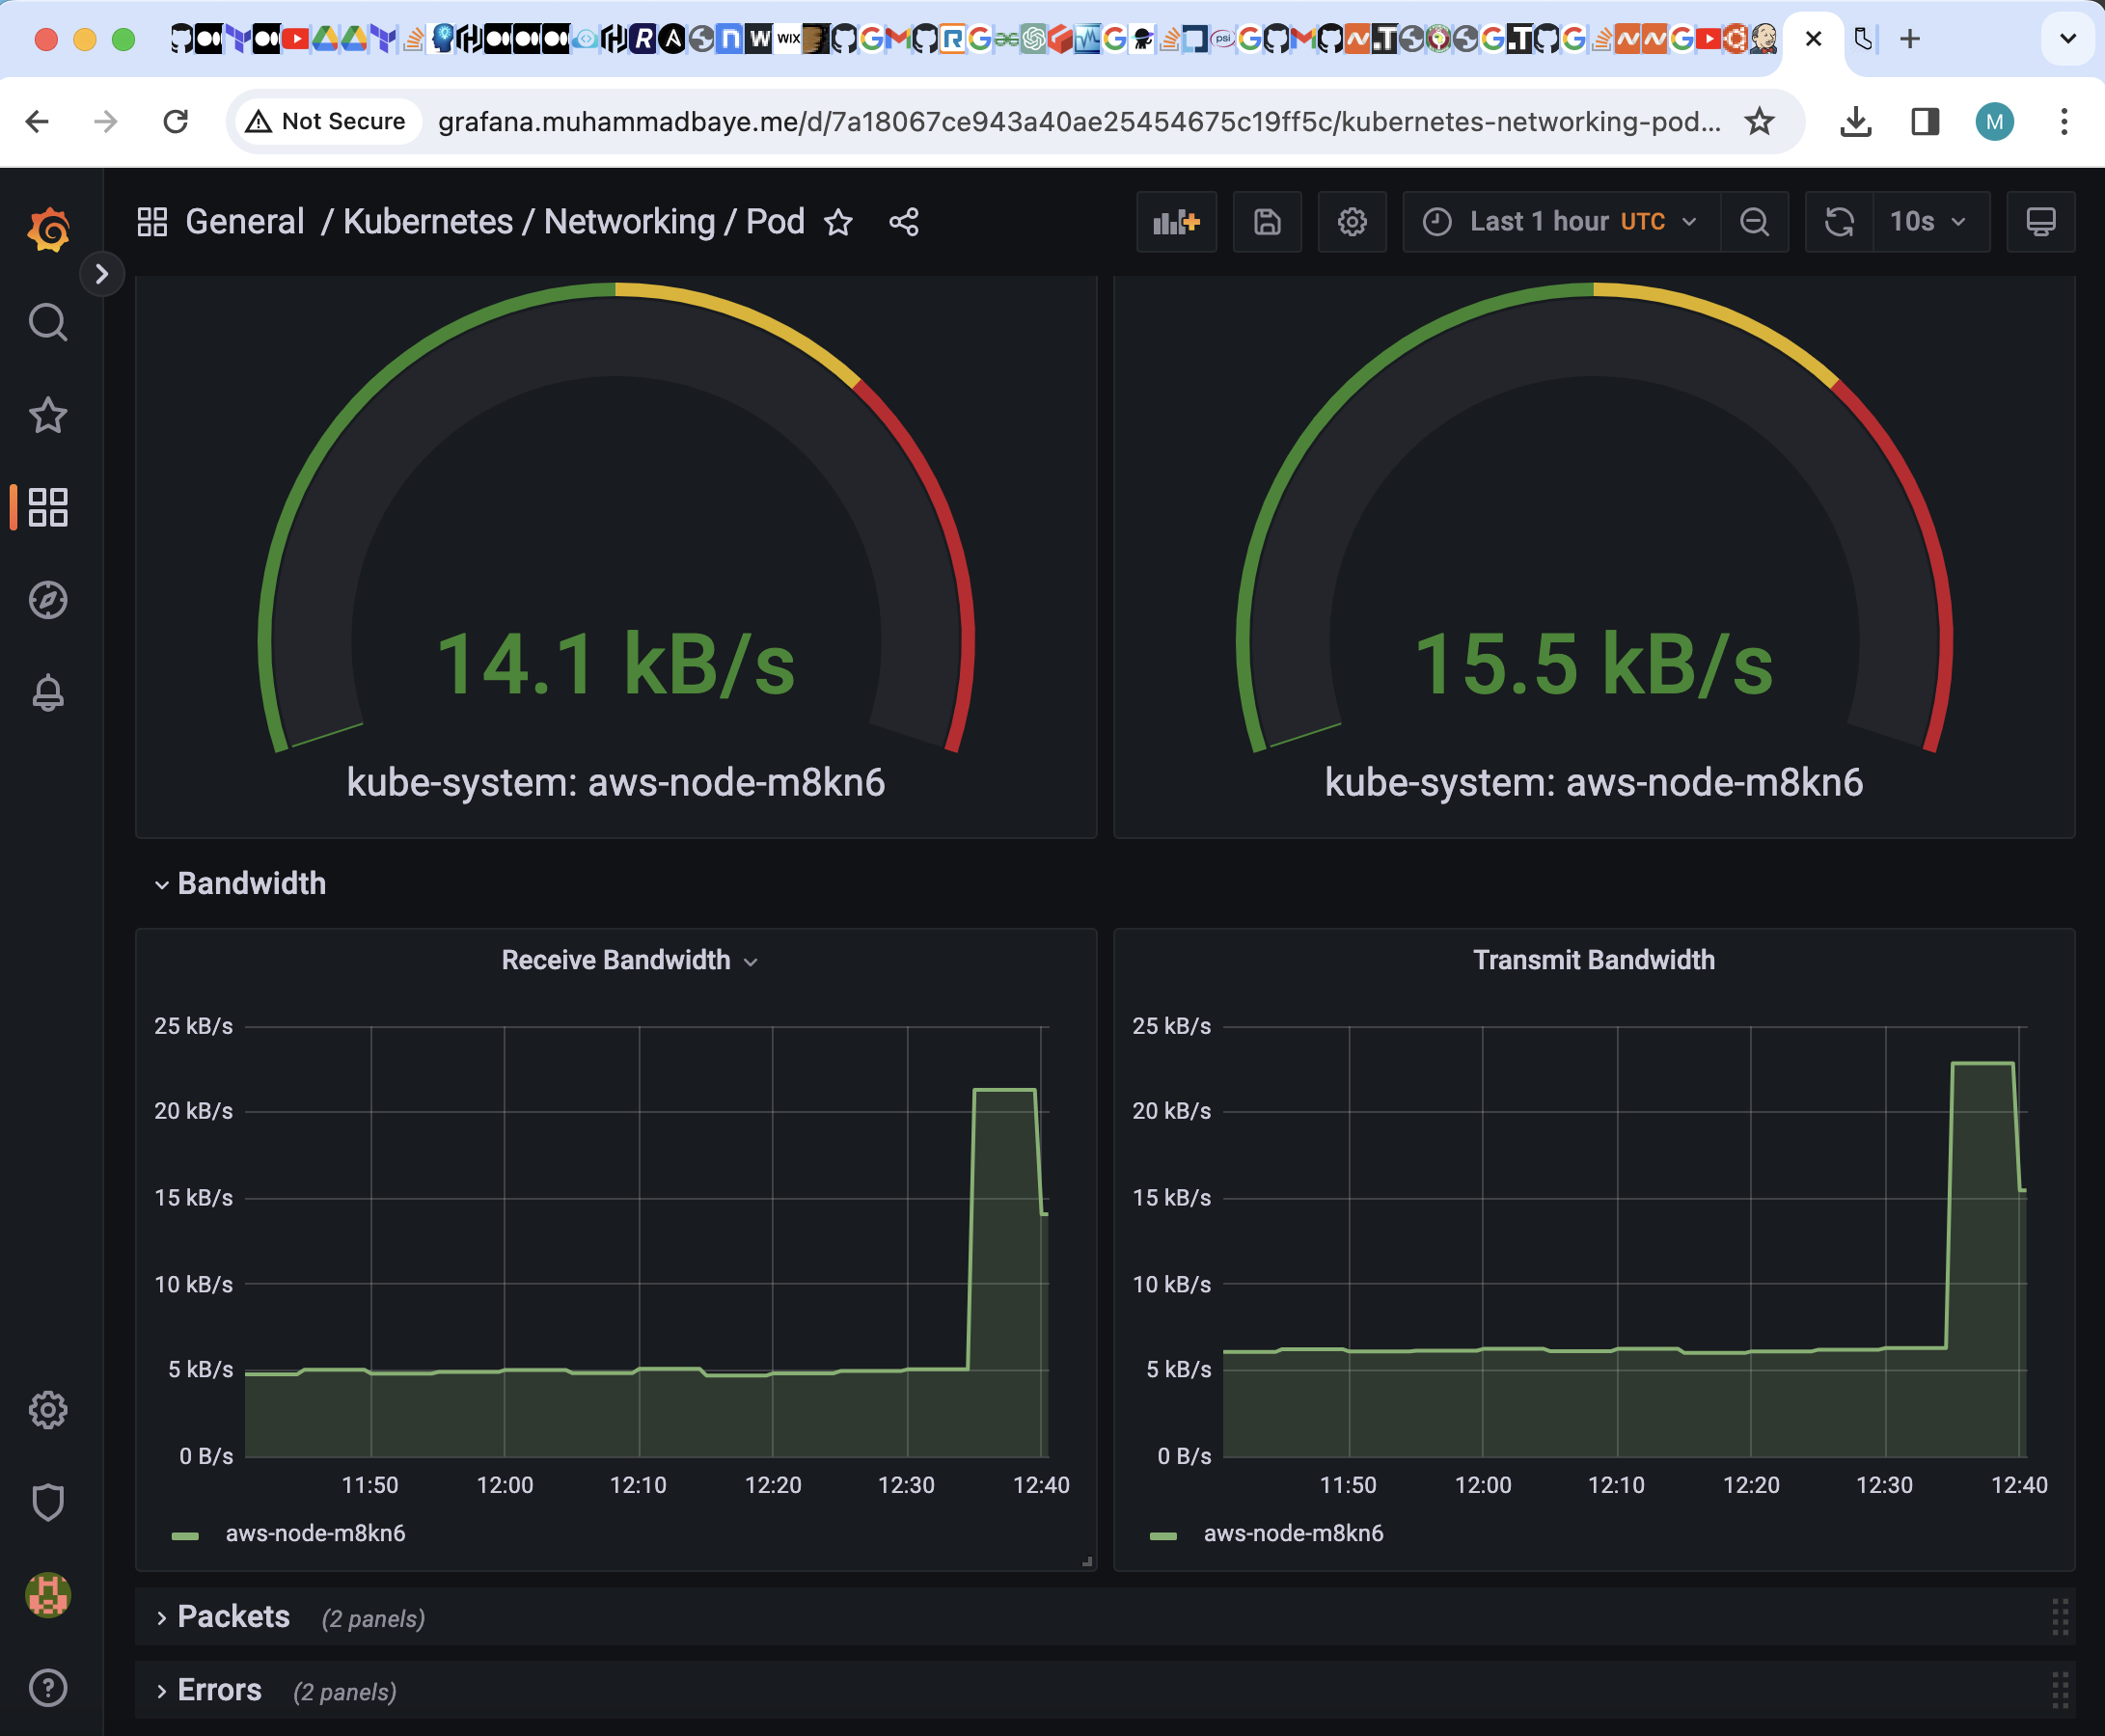 W WIX
psi
Not Secure grafana.muhammadbaye.me/d/7a18067ce943a40ae25454675c19ff5c/kubernetes-networking-pod... M
General / Kubernetes / Networking / Pod Last 1 hour UTC 10s
14.1 kB/s
kube-system: aws-node-m8kn6
15.5 kB/s
kube-system: aws-node-m8kn6
Bandwidth
Receive Bandwidth
25 kB/s
20 kB/s
15 kB/s
10 kB/s
5 kB/s
0 B/s
11:50 12:00 12:10 12:20 12:30 12:40
aws-node-m8kn6
Transmit Bandwidth
25 kB/s
20 kB/s
15 kB/s
10 kB/s
5 kB/s
0 B/s
11:50 12:00 12:10 12:20 12:30 12:40
aws-node-m8kn6
Packets (2 panels)
Errors (2 panels)